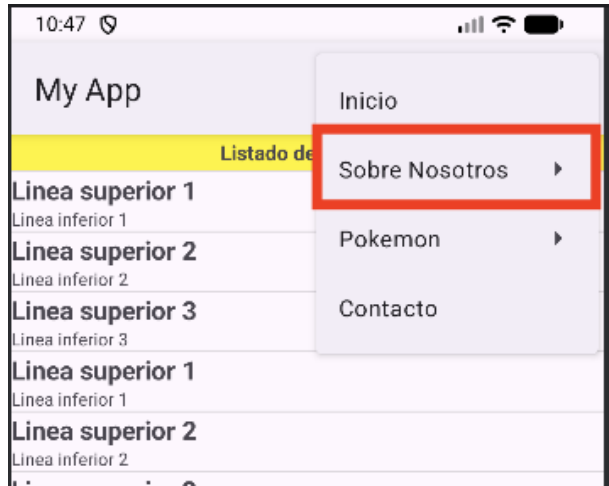 10:47
My App
Inicio
Listado de
Sobre Nosotros
Linea superior 1
Linea inferior 1
Linea superior 2
Linea inferior 2
Pokemon
Linea superior 3
Linea inferior 3
Contacto
Linea superior 1
Linea inferior 1
Linea superior 2
Linea inferior 2